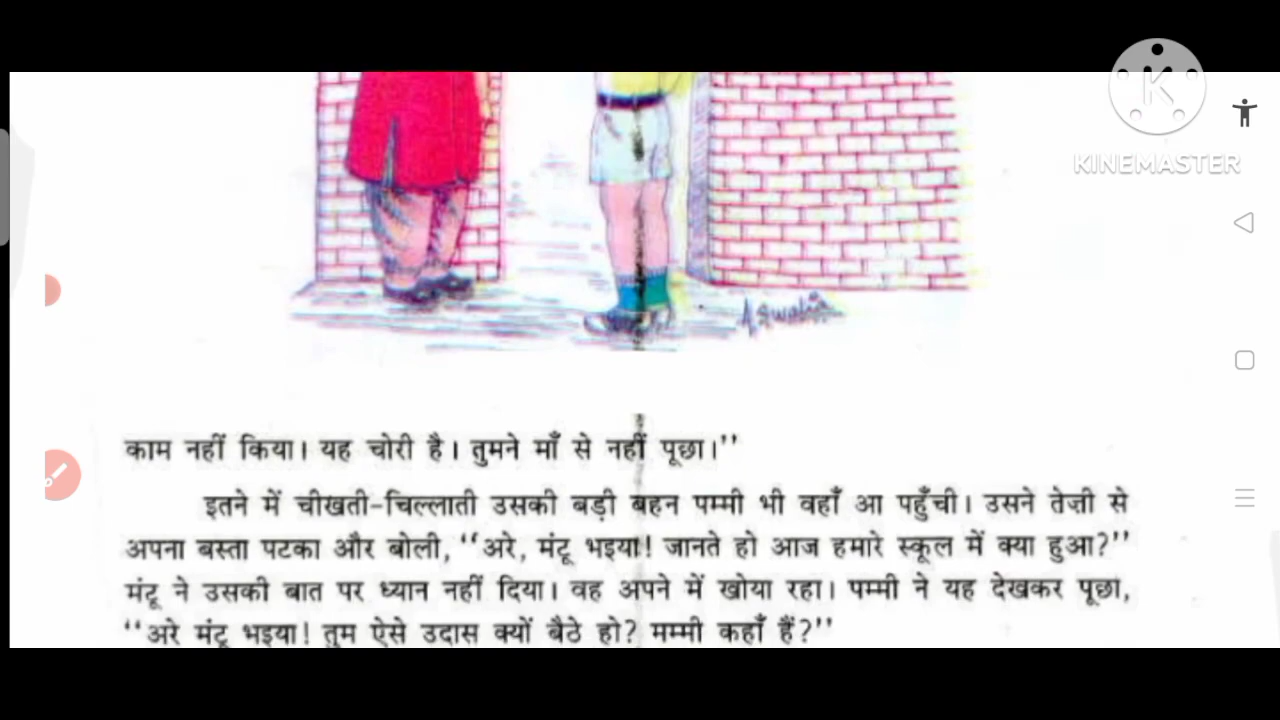 KINEMASTER
काम नहीं किया। यह चोरी है। तुमने माँ से नहीं पूछा।''
इतने में चीखती-चिल्लाती उसकी बड़ी बहन पम्मी भी वहाँ आ पहुँची। उसने तेज़ी से
अपना बस्ता पटका और बोली, ''अरे, मंटू भइया! जानते हो आज हमारे स्कूल में क्या हुआ?''
मंटू ने उसकी बात पर ध्यान नहीं दिया। वह अपने में खोया रहा। पम्मी ने यह देखकर पूछा,
''अरे मंटू भइया! तुम ऐसे उदास क्यों बैठे हो? मम्मी कहाँ हैं?''